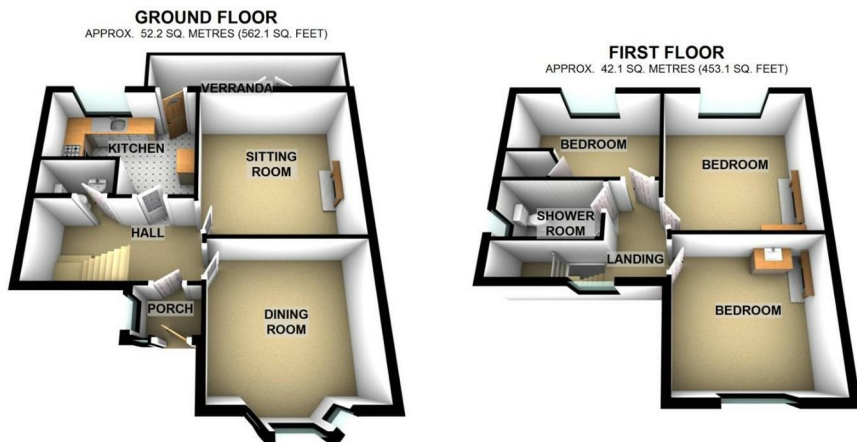 GROUND FLOOR
APPROX. 52.2 SQ. METRES (562.1 SQ. FEET)
VERRANDA
KITCHEN
SITTING
ROOM
HALL
PORCH
DINING
ROOM
FIRST FLOOR
APPROX. 42.1 SQ. METRES (453.1 SQ. FEET)
BEDROOM
BEDROOM
SHOWER
ROOM
LANDING
BEDROOM